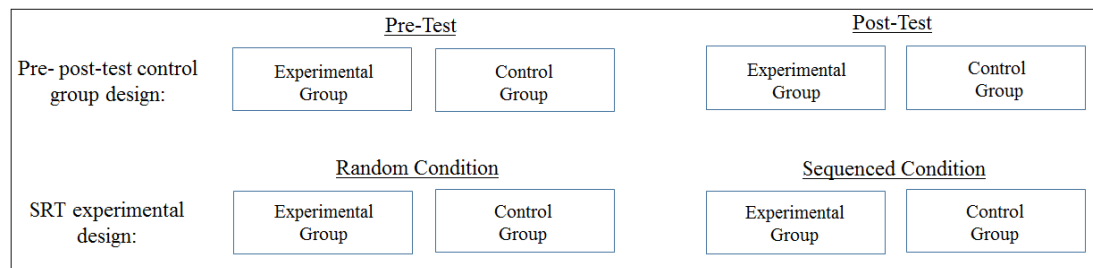 Pre-Test
Post-Test
Pre- post-test control
group design:
Experimental
Group
Control
Group
Experimental
Group
Control
Group
Random Condition
Sequenced Condition
SRT experimental
design:
Experimental
Group
Control
Group
Experimental
Group
Control
Group